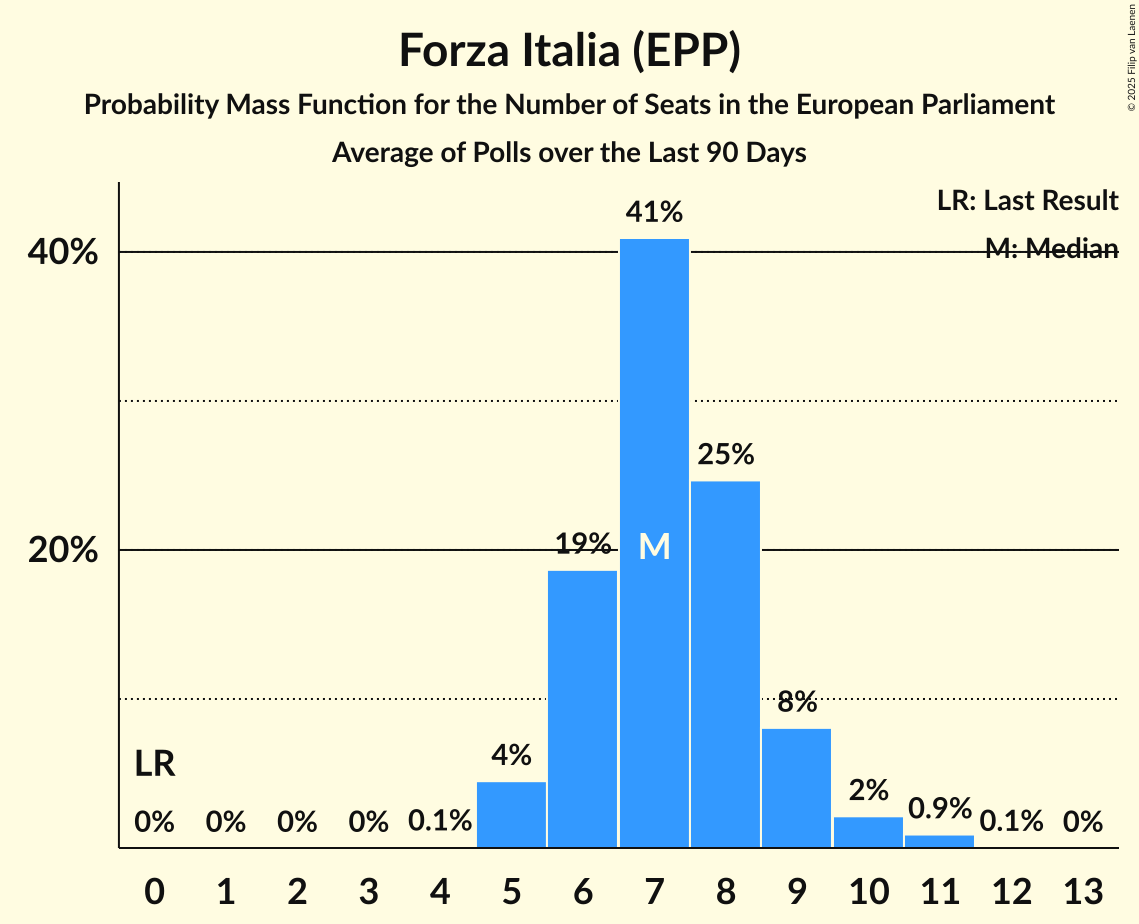 Forza Italia (EPP)
Probability Mass Function for the Number of Seats in the European Parliament
Average of Polls over the Last 90 Days
© 2025 Filip van Laenen
LR: Last Result
M: Median
40%
20%
41%
25%
19%
M
8%
4%
2%
0.9%
LR
0% 0% 0% 0% 0.1% 0.1% 0%
0 1 2 3 4 5 6 7 8 9 10 11 12 13